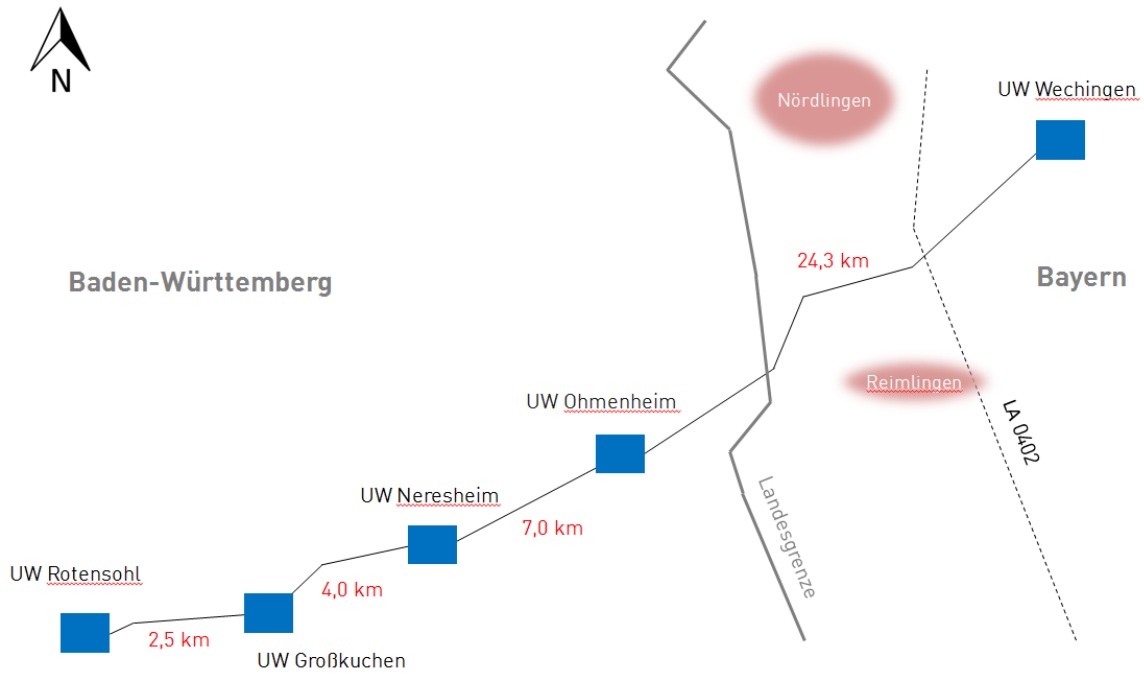 N
Nördlingen
UW Wechingen
24,3 km
Baden-Württemberg
Bayern
Reimlingen
UW Ohmenheim
LA 0402
UW Neresheim
7,0 km
Landesgrenze
UW Rotensohl
4,0 km
2,5 km
UW Großkuchen